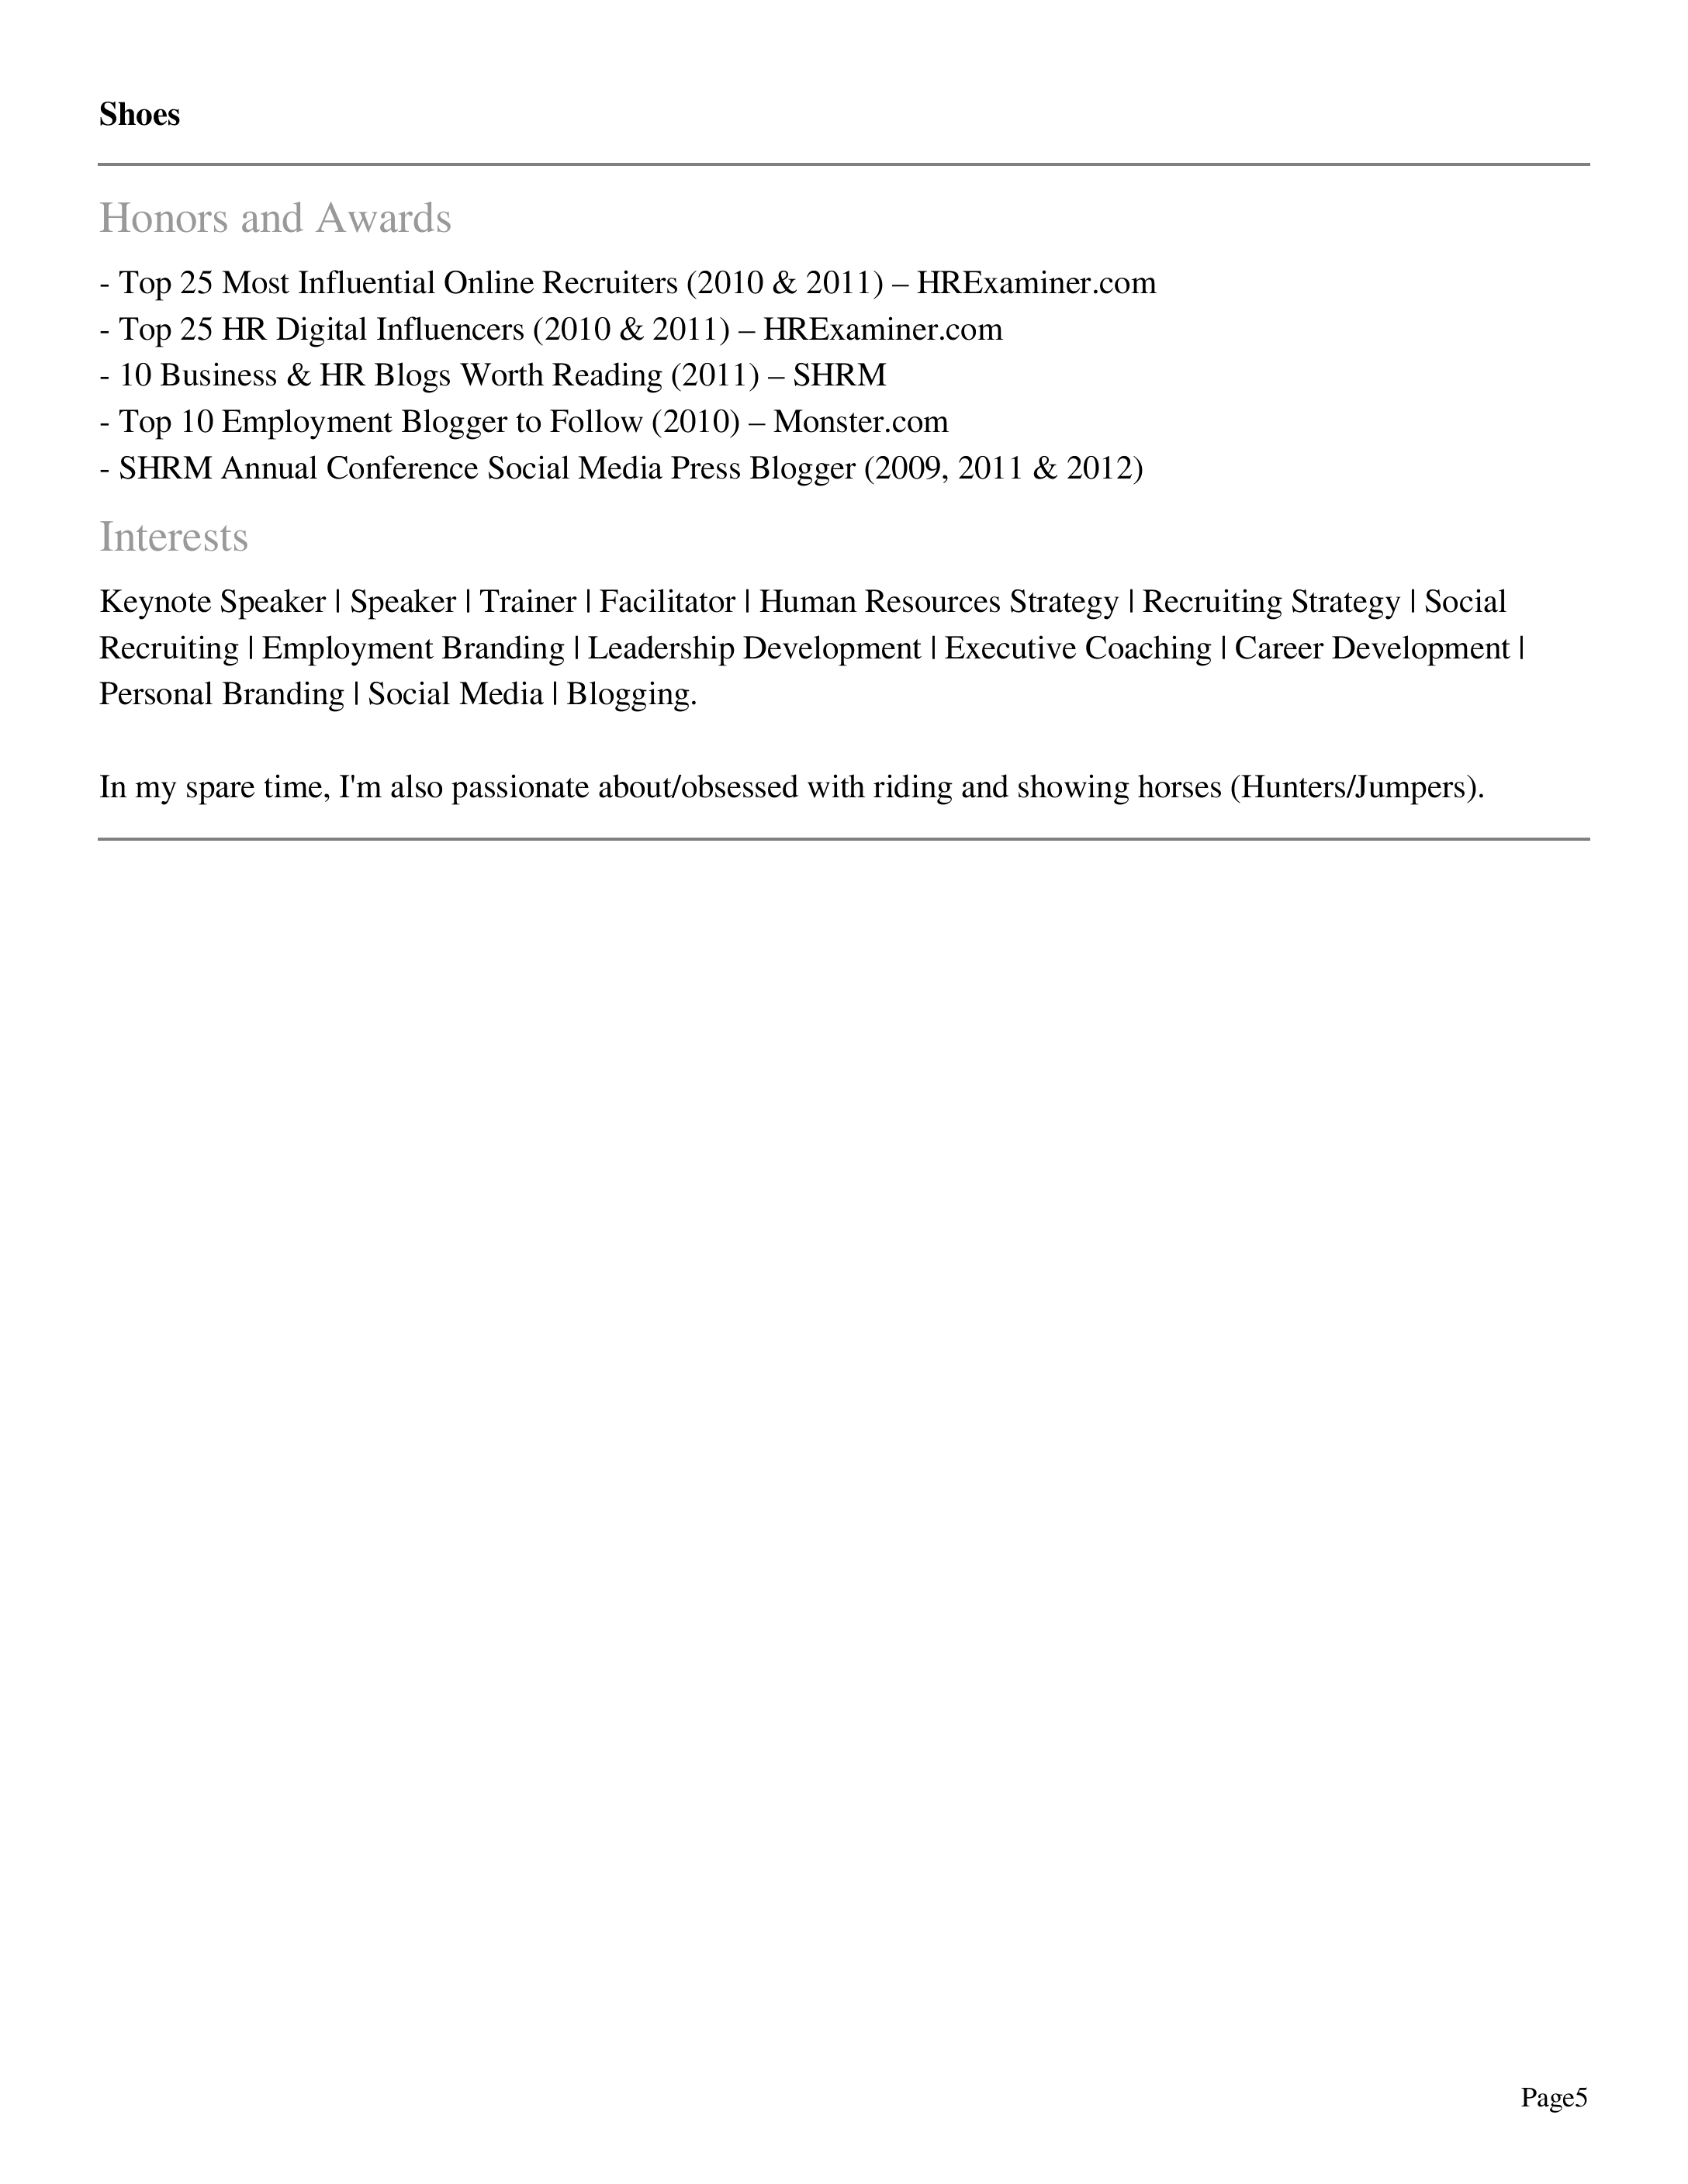 Shoes
Honors and Awards
- Top 25 Most Influential Online Recruiters (2010 & 2011) – HRExaminer.com
- Top 25 HR Digital Influencers (2010 & 2011) – HRExaminer.com
- 10 Business & HR Blogs Worth Reading (2011) – SHRM
- Top 10 Employment Blogger to Follow (2010) – Monster.com
- SHRM Annual Conference Social Media Press Blogger (2009, 2011 & 2012)
Interests
Keynote Speaker | Speaker | Trainer | Facilitator | Human Resources Strategy | Recruiting Strategy | Social
Recruiting | Employment Branding | Leadership Development | Executive Coaching | Career Development |
Personal Branding | Social Media | Blogging.
In my spare time, I'm also passionate about/obsessed with riding and showing horses (Hunters/Jumpers).
Page5